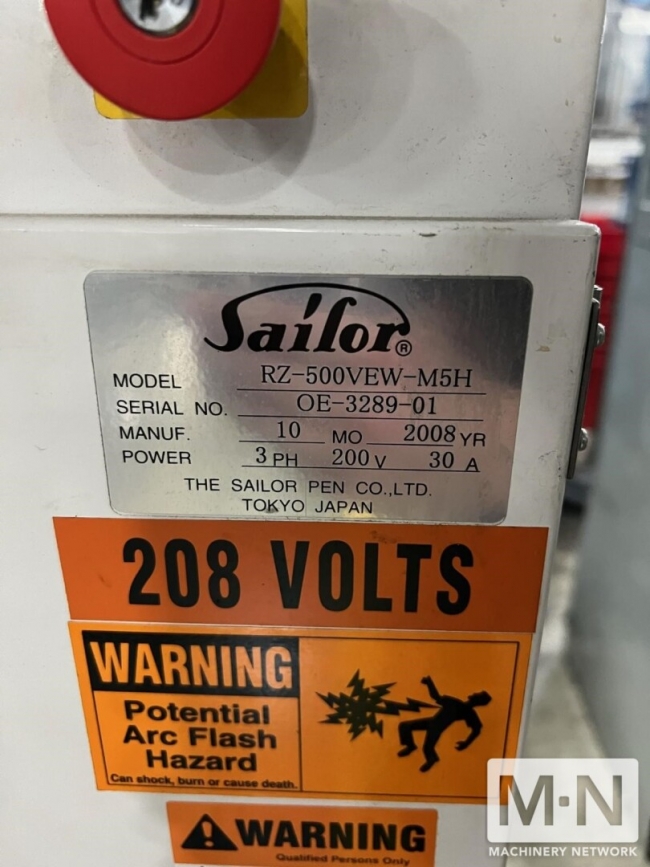 Sailor®
MODEL RZ-500VEW-M5H
SERIAL NO. OE-3289-01
MANUF. 10 MO 2008 YR
POWER 3 PH 200 V 30 A
THE SAILOR PEN CO.,LTD.
TOKYO JAPAN
208 VOLTS
WARNING
Potential
Arc Flash
Hazard
Can shock, burn or cause death.
WARNING
Qualified Persons Only
M·N
MACHINERY NETWORK